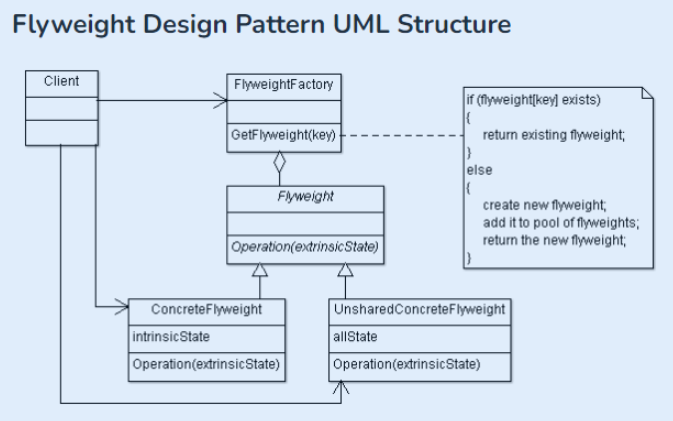 Flyweight Design Pattern UML Structure
Client
FlyweightFactory
GetFlyweight(key)
if (flyweight[key] exists)
{
return existing flyweight;
}
else
{
create new flyweight;
add it to pool of flyweights;
return the new flyweight;
}
Flyweight
Operation(extrinsicState)
ConcreteFlyweight
intrinsicState
Operation(extrinsicState)
UnsharedConcreteFlyweight
allState
Operation(extrinsicState)